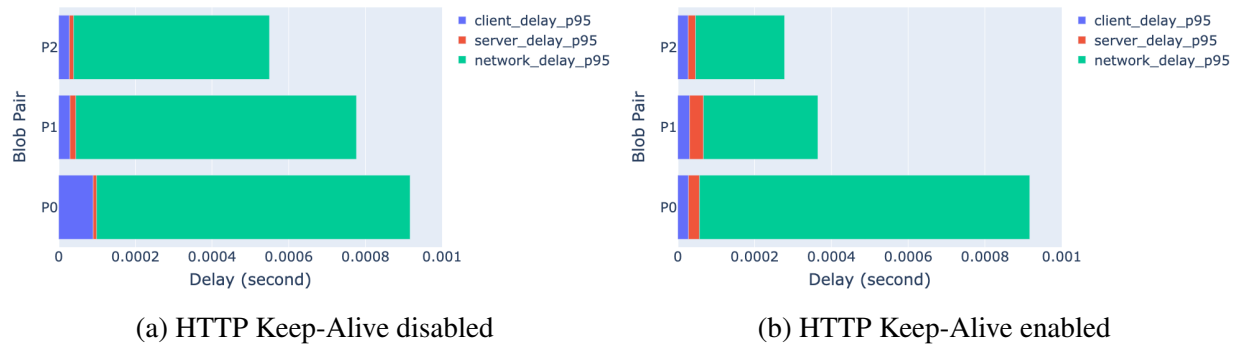 Blob Pair
P2
P1
P0
0
0.0002
0.0004
0.0006
0.0008
0.001
Delay (second)
client_delay_p95
server_delay_p95
network_delay_p95
(a) HTTP Keep-Alive disabled
Blob Pair
P2
P1
P0
0
0.0002
0.0004
0.0006
0.0008
0.001
Delay (second)
client_delay_p95
server_delay_p95
network_delay_p95
(b) HTTP Keep-Alive enabled